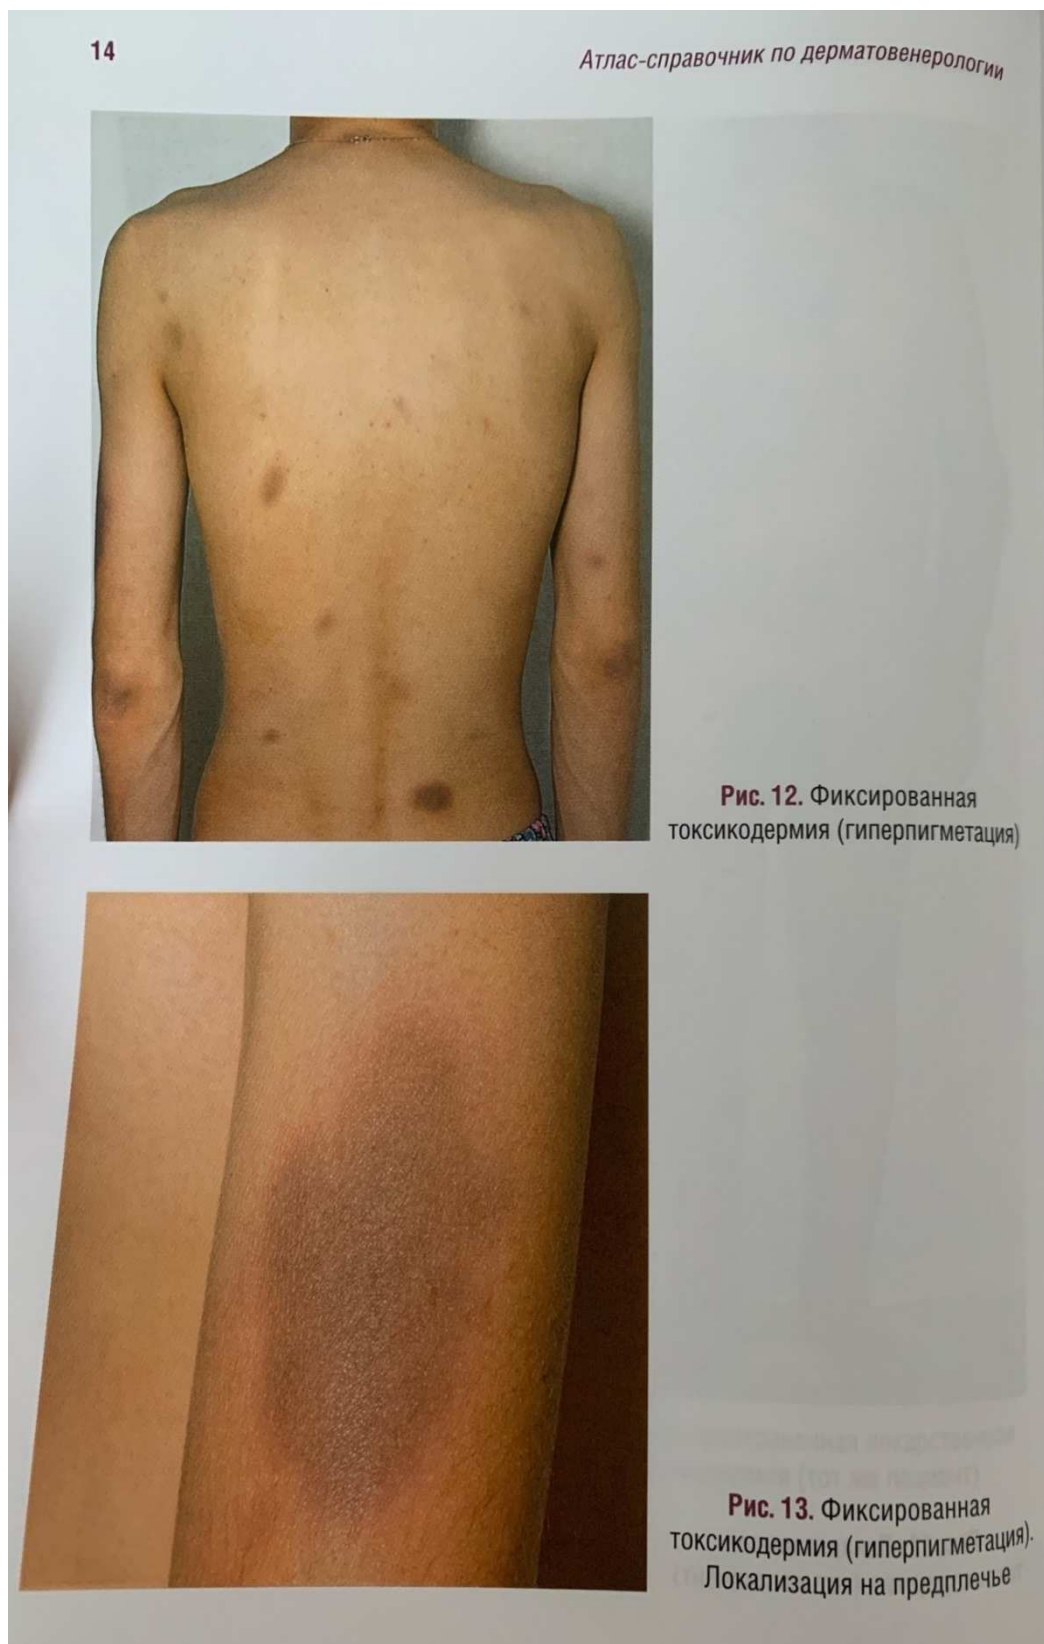 14
Атлас-справочник по дерматовенерологии
Рис. 12. Фиксированная
токсикодермия (гиперпигметация)
Рис. 13. Фиксированная
токсикодермия (гиперпигметация).
Локализация на предплечье